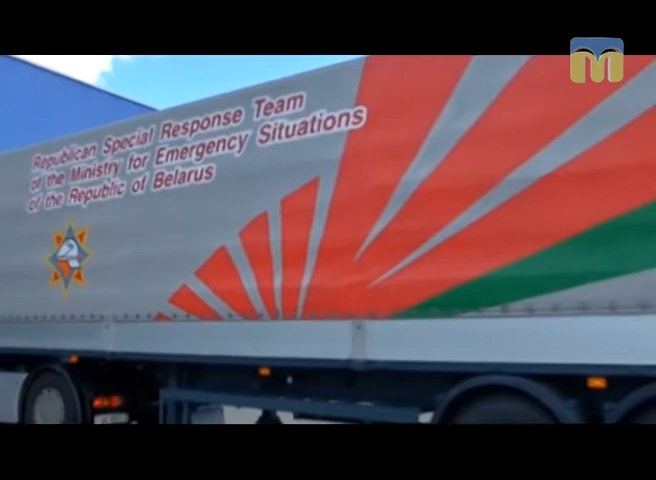 Republican Special Response Team
of the Ministry for Emergency Situations
of the Republic of Belarus